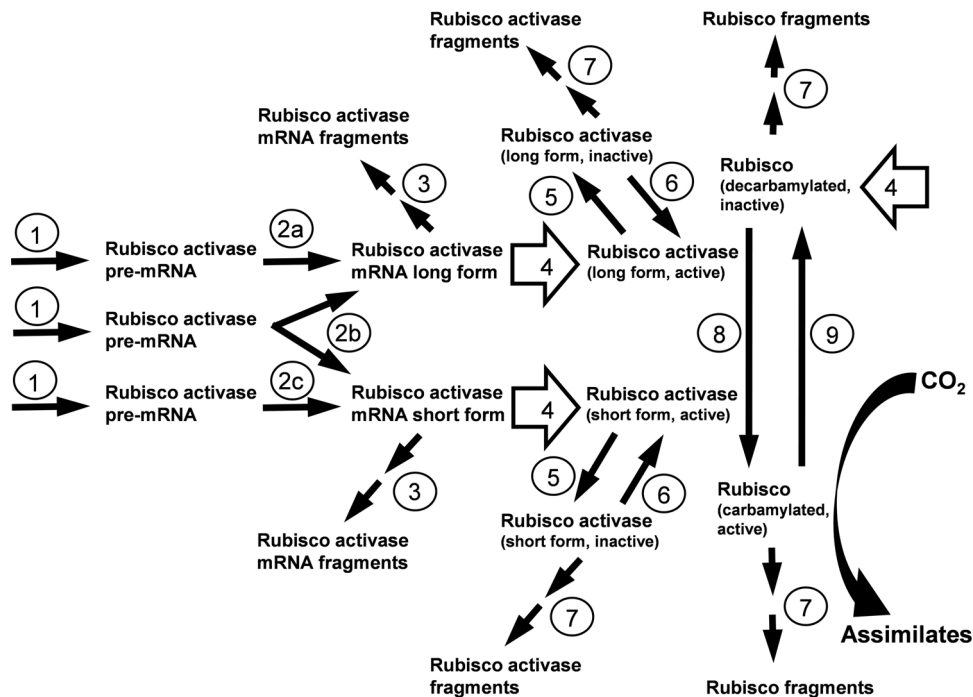 Rubisco activase
fragments
Rubisco fragments
7
7
Rubisco activase
mRNA fragments
Rubisco activase
(long form, inactive)
Rubisco
(decarbamylated,
inactive)
4
3
5
6
1
2a
Rubisco activase
pre-mRNA
Rubisco activase
mRNA long form
4
Rubisco activase
(long form, active)
1
Rubisco activase
pre-mRNA
2b
8
9
1
2c
Rubisco activase
pre-mRNA
Rubisco activase
mRNA short form
4
Rubisco activase
(short form, active)
CO2
3
5
6
Rubisco activase
(short form, inactive)
Rubisco
(carbamylated,
active)
Rubisco activase
mRNA fragments
7
7
Assimilates
Rubisco activase
fragments
Rubisco fragments